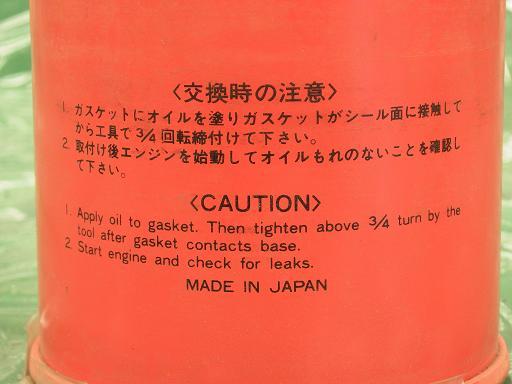 〈交換時の注意〉
1. ガスケットにオイルを塗りガスケットがシール面に接触して
から工具で3/4回転締付けて下さい。
2. 取付け後エンジンを始動してオイルもれのないことを確認し
て下さい。
〈CAUTION〉
1. Apply oil to gasket. Then tighten above 3/4 turn by the
tool after gasket contacts base.
2. Start engine and check for leaks.
MADE IN JAPAN